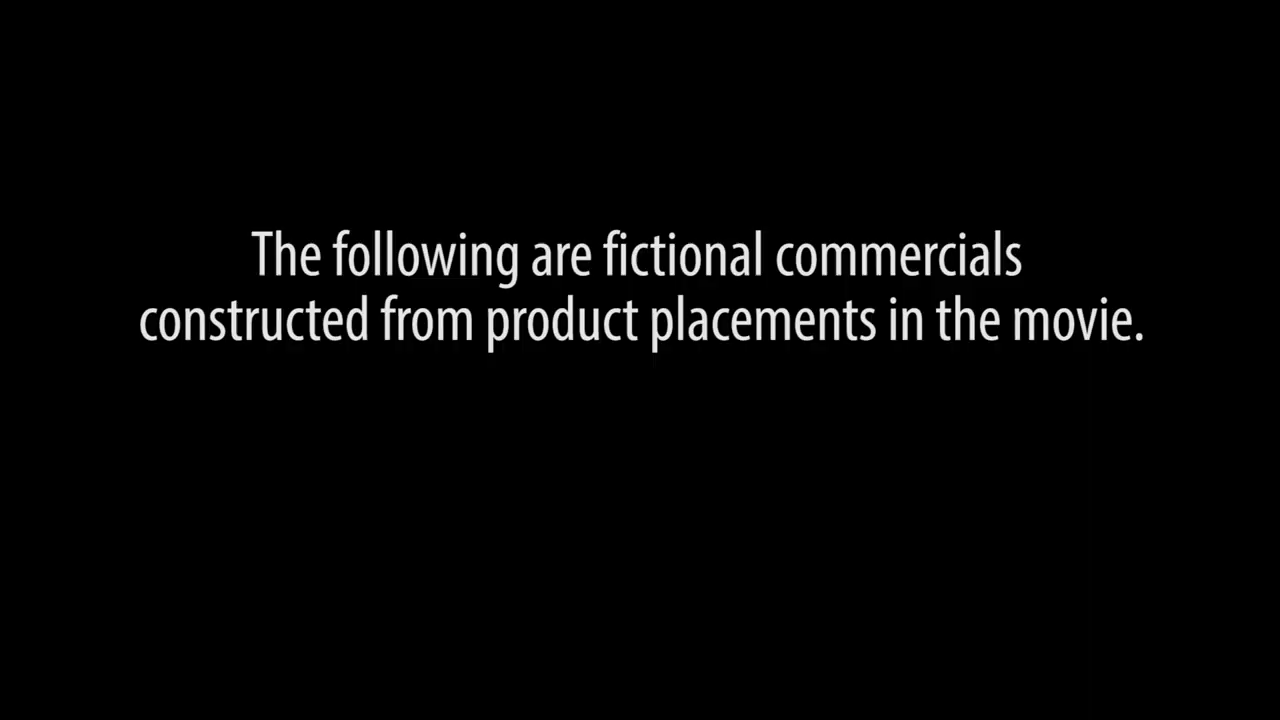 The following are fictional commercials
constructed from product placements in the movie.